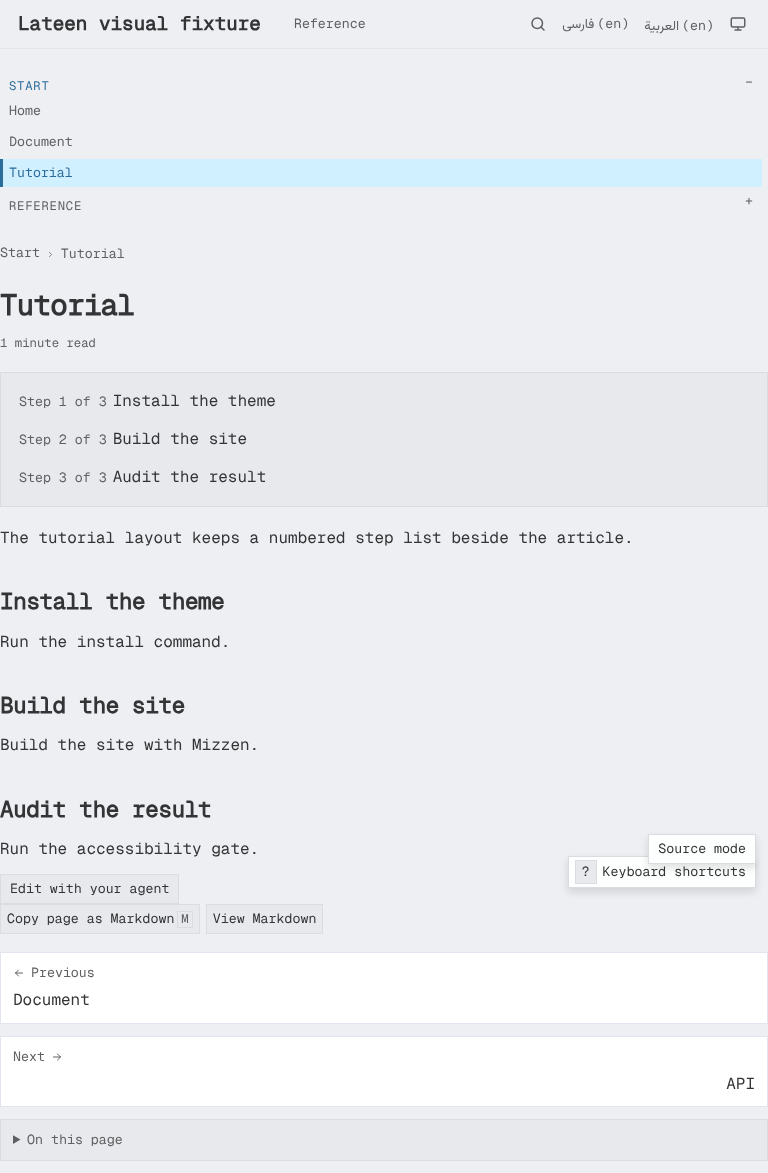 Lateen visual fixture Reference فارسی (en) العربية (en)
START −
Home
Document
Tutorial
REFERENCE +
Start › Tutorial
Tutorial
1 minute read
Step 1 of 3 Install the theme
Step 2 of 3 Build the site
Step 3 of 3 Audit the result
The tutorial layout keeps a numbered step list beside the article.
Install the theme
Run the install command.
Build the site
Build the site with Mizzen.
Audit the result
Run the accessibility gate.
Source mode
? Keyboard shortcuts
Edit with your agent
Copy page as Markdown M View Markdown
← Previous
Document
Next →
API
▶ On this page